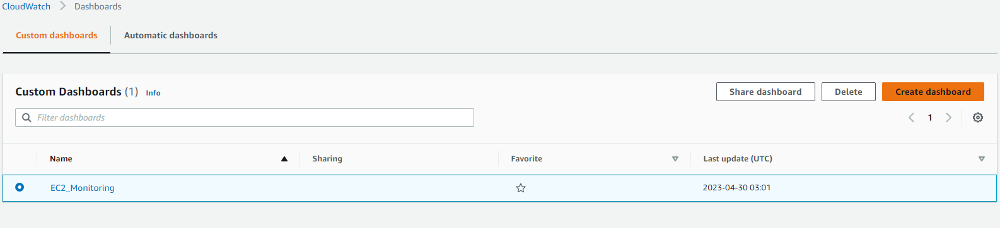 CloudWatch > Dashboards
Custom dashboards Automatic dashboards
Custom Dashboards (1) Info Share dashboard Delete Create dashboard
Filter dashboards 1
Name Sharing Favorite Last update (UTC)
EC2_Monitoring 2023-04-30 03:01